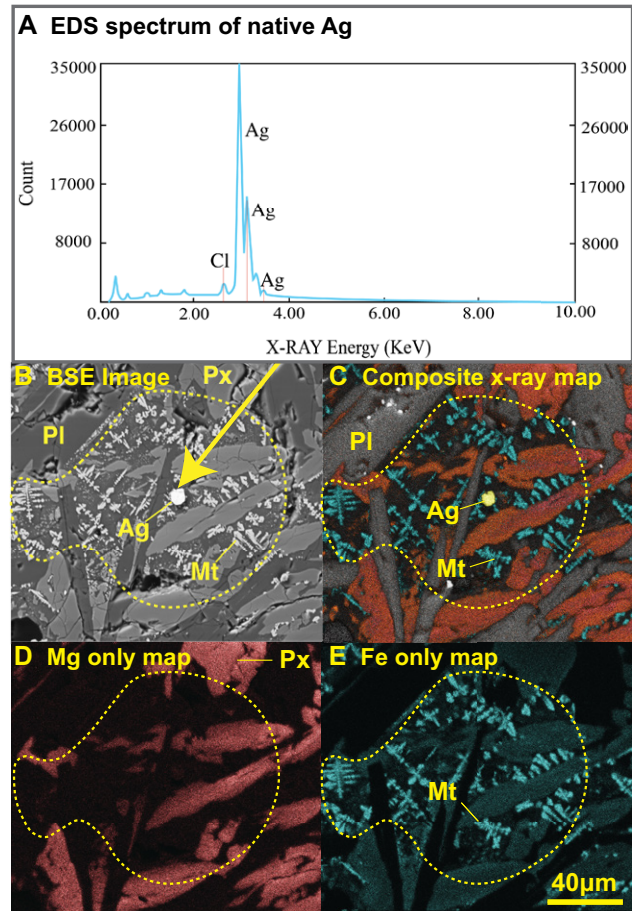 A EDS spectrum of native Ag
35000
35000
26000
Ag
26000
17000
Ag
17000
8000
8000
Cl
Ag
Count
0.00
2.00
4.00
6.00
8.00
10.00
X-RAY Energy (KeV)
B BSE Image
Px
Pl
Ag
Mt
C Composite x-ray map
Pl
Ag
Mt
D Mg only map
Px
E Fe only map
Mt
40µm